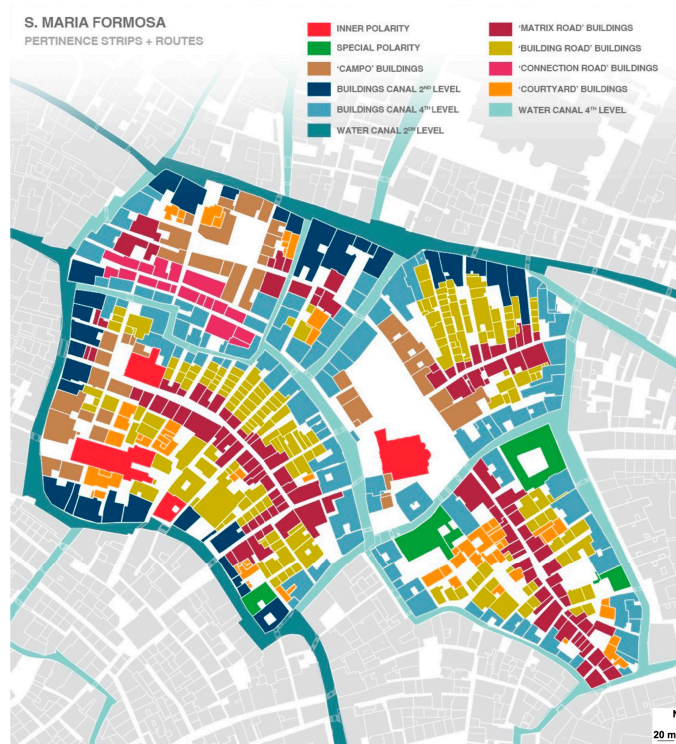 S. MARIA FORMOSA
PERTINENCE STRIPS + ROUTES
INNER POLARITY
SPECIAL POLARITY
'CAMPO' BUILDINGS
BUILDINGS CANAL 2ND LEVEL
BUILDINGS CANAL 4TH LEVEL
WATER CANAL 2ND LEVEL
'MATRIX ROAD' BUILDINGS
'BUILDING ROAD' BUILDINGS
'CONNECTION ROAD' BUILDINGS
'COURTYARD' BUILDINGS
WATER CANAL 4TH LEVEL
N
20 m